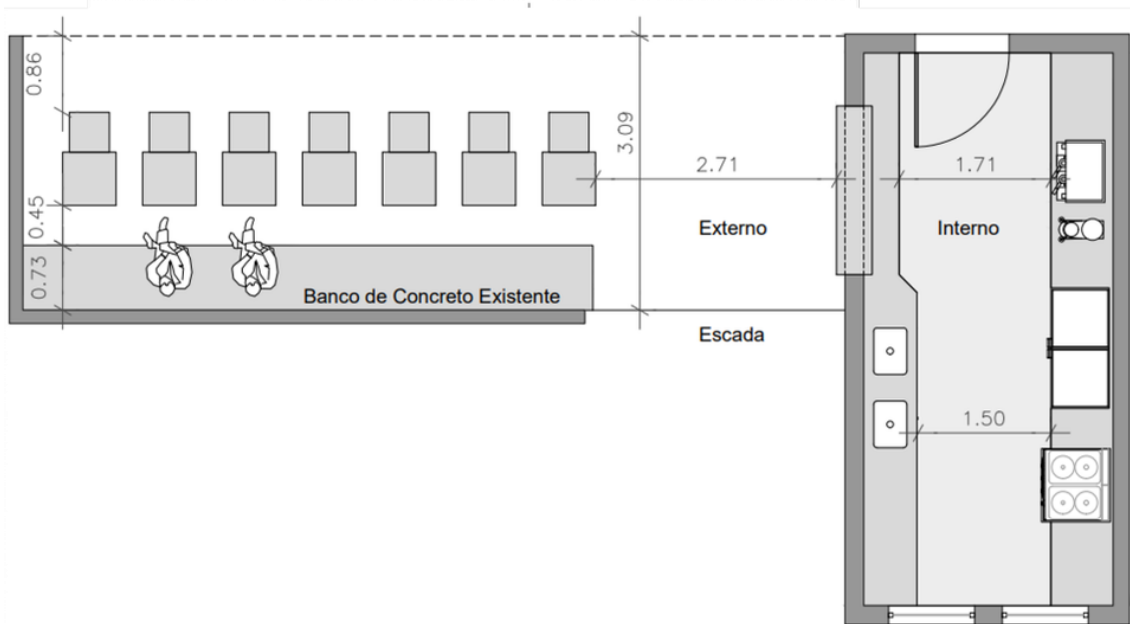 0.86
3.09
2.71
1.71
0.45
Externo
Interno
0.73
Banco de Concreto Existente
Escada
1.50